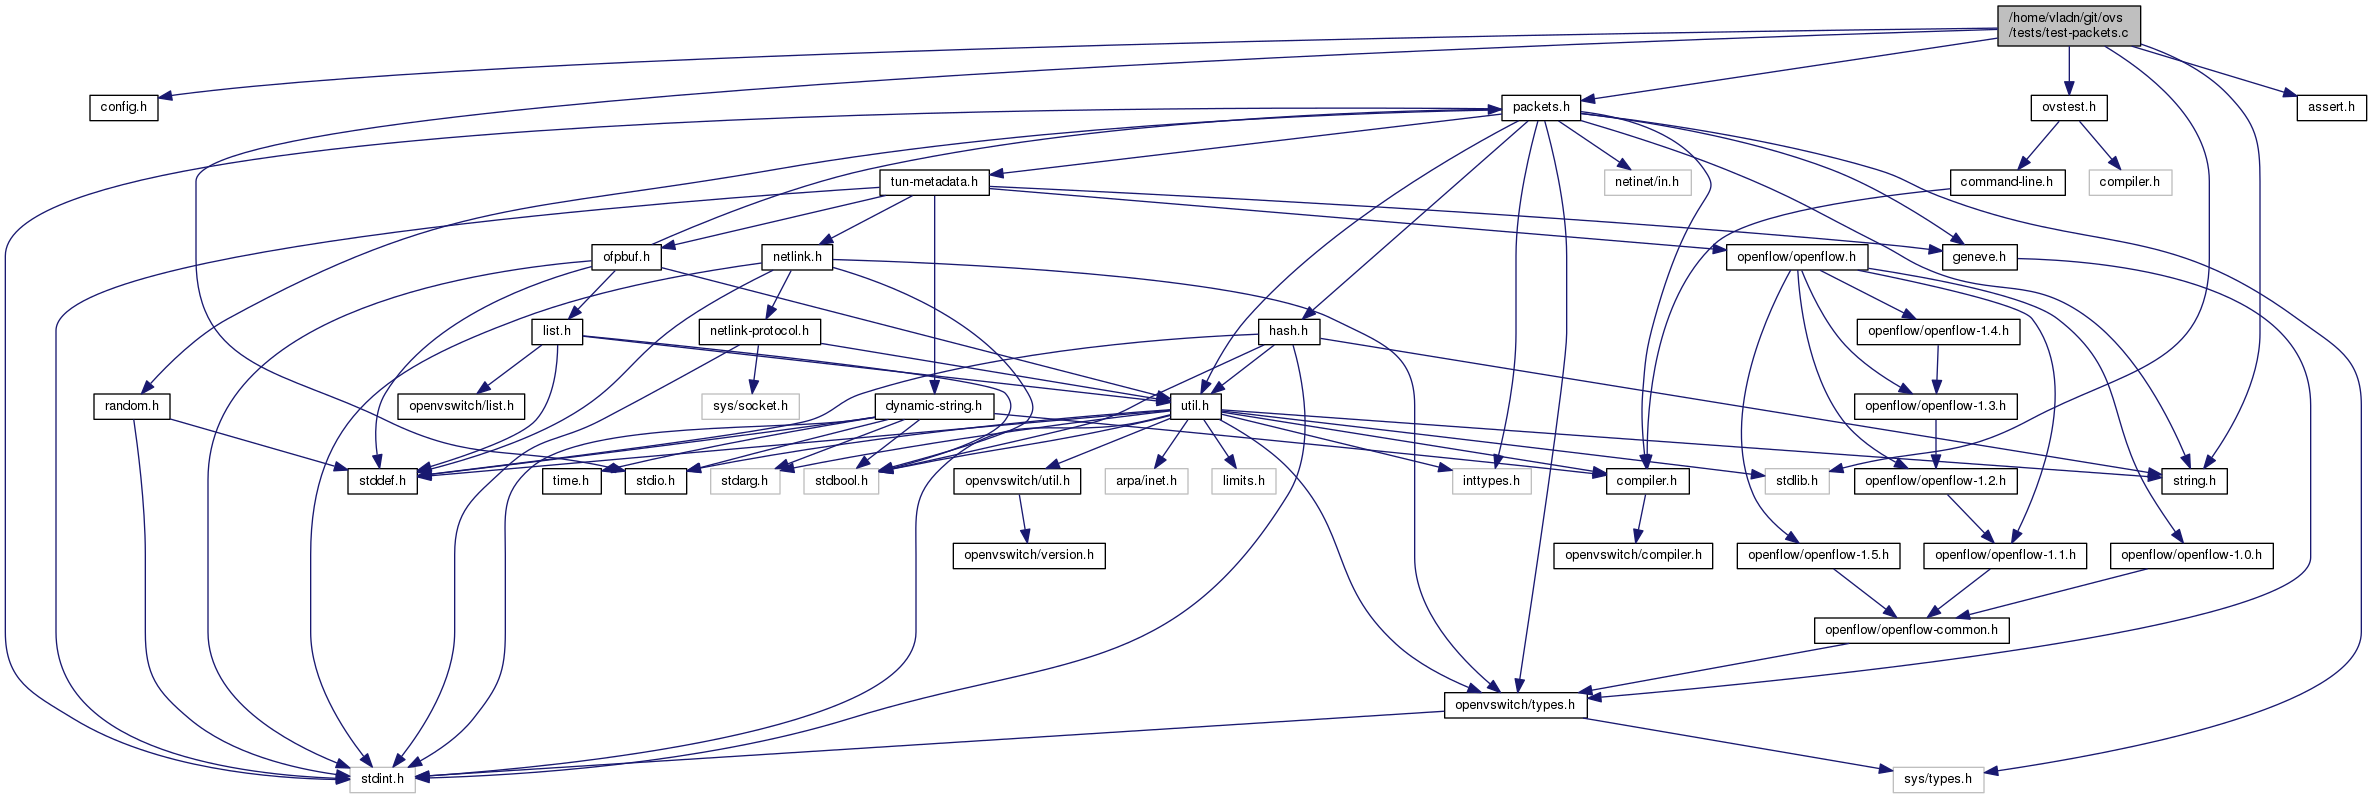 /home/vladn/git/ovs
/tests/test-packets.c
config.h
packets.h
ovstest.h
assert.h
tun-metadata.h
netinet/in.h
command-line.h
compiler.h
ofpbuf.h
netlink.h
openflow/openflow.h
geneve.h
list.h
netlink-protocol.h
hash.h
openflow/openflow-1.4.h
random.h
openvswitch/list.h
sys/socket.h
dynamic-string.h
util.h
openflow/openflow-1.3.h
stddef.h
time.h
stdio.h
stdarg.h
stdbool.h
openvswitch/util.h
arpa/inet.h
limits.h
inttypes.h
compiler.h
stdlib.h
openflow/openflow-1.2.h
string.h
openvswitch/version.h
openvswitch/compiler.h
openflow/openflow-1.5.h
openflow/openflow-1.1.h
openflow/openflow-1.0.h
openflow/openflow-common.h
openvswitch/types.h
stdint.h
sys/types.h